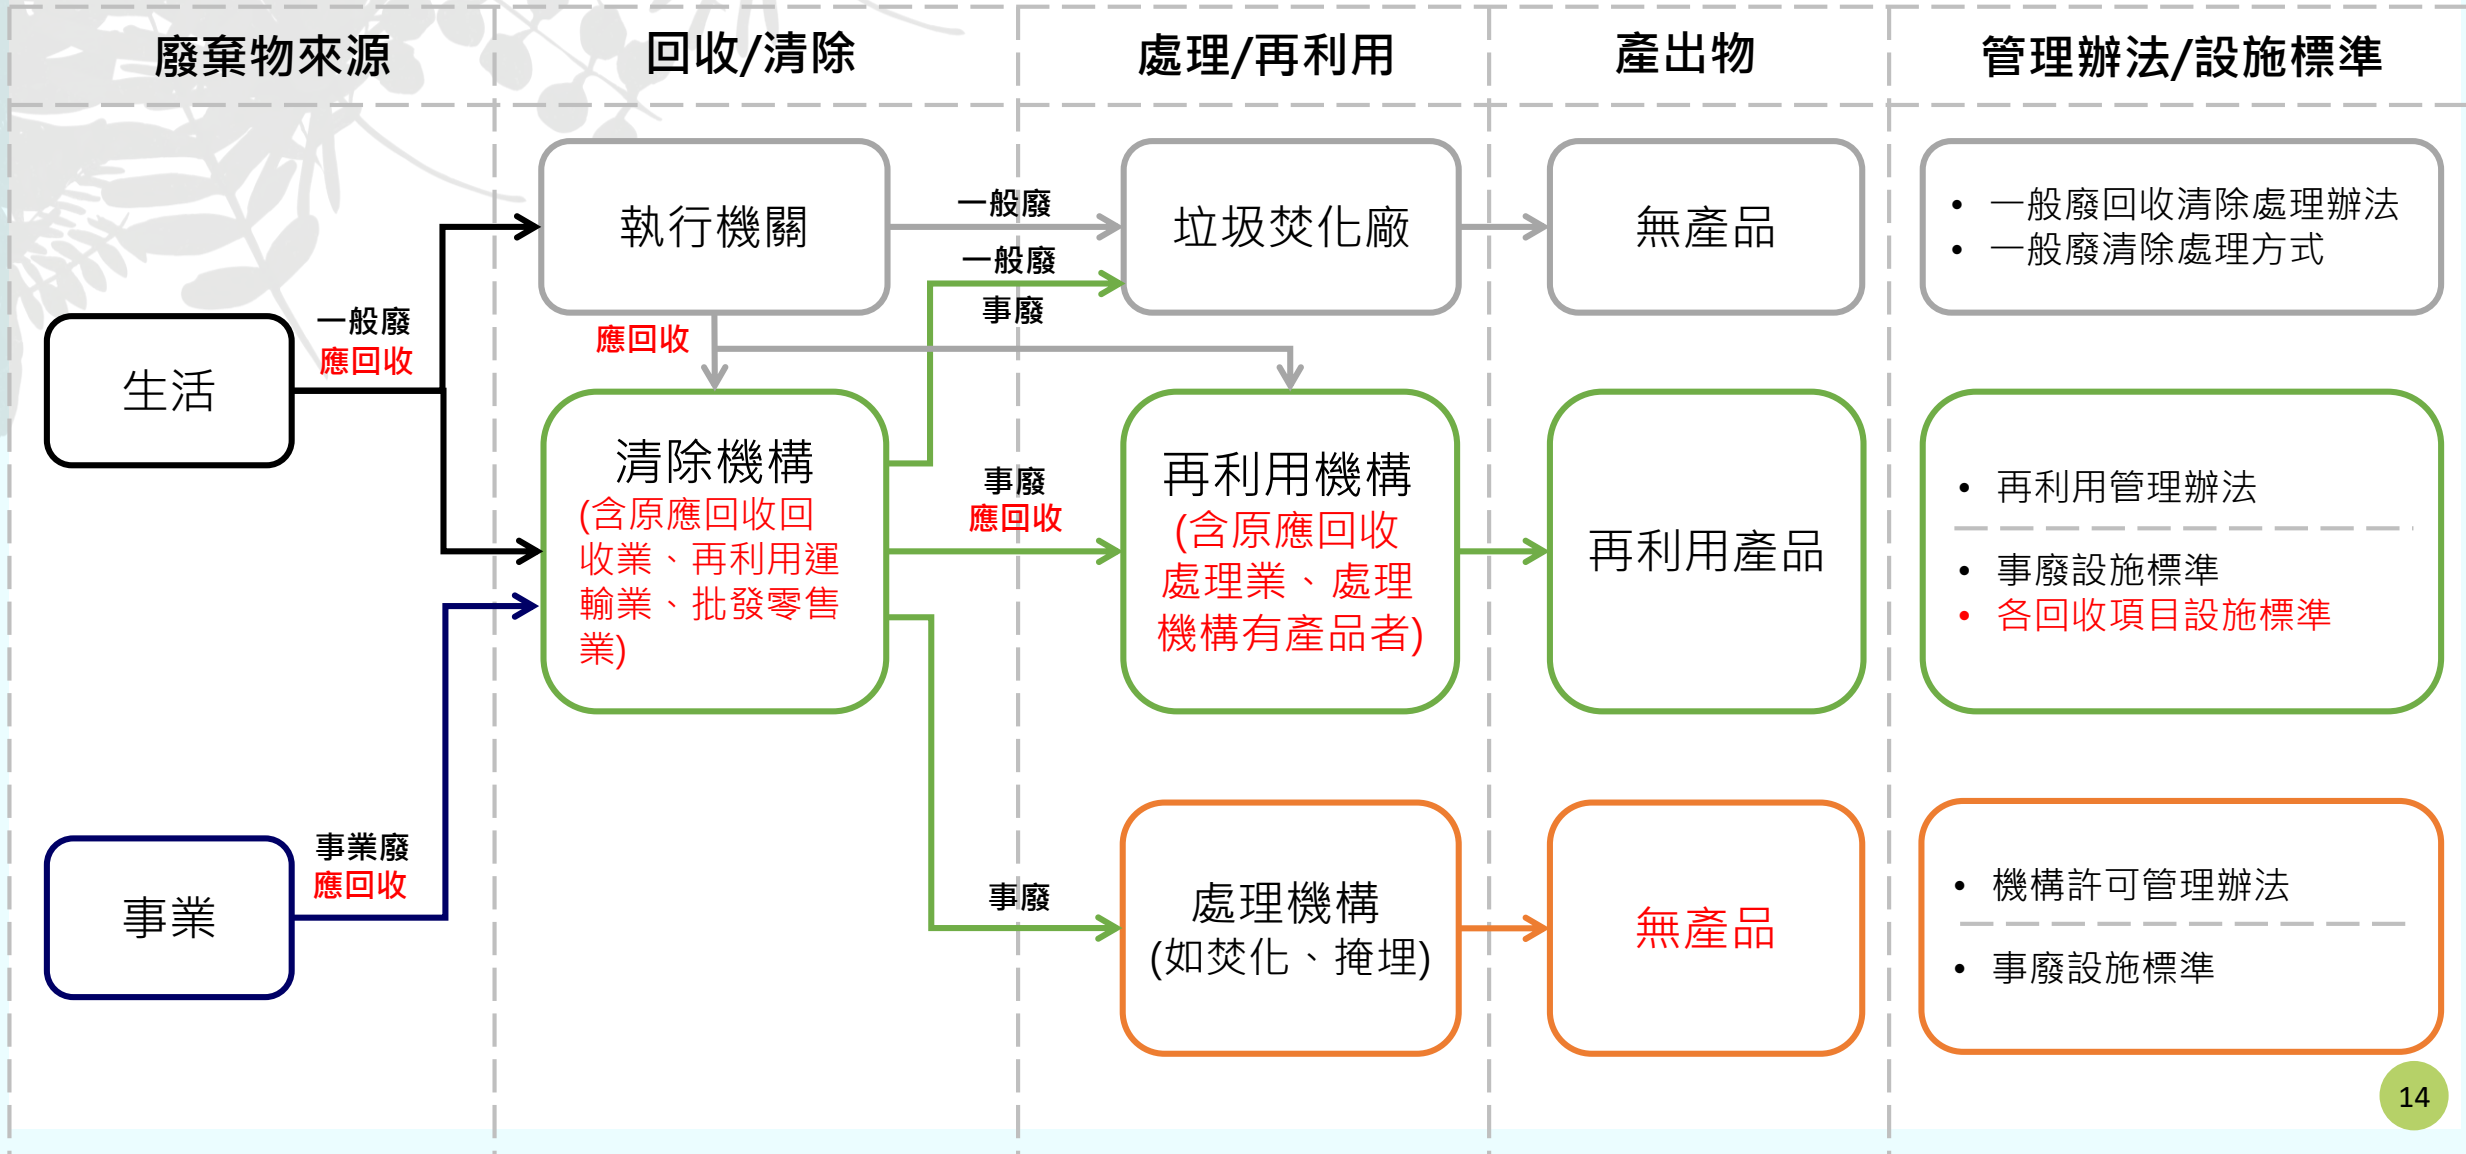 廢棄物來源
回收/清除
處理/再利用
產出物
管理辦法/設施標準
執行機關
一般廢
垃圾焚化廠
無產品
• 一般廢回收清除處理辦法
• 一般廢清除處理方式
一般廢
事廢
一般廢
應回收
應回收
生活
清除機構
(含原應回收回
收業、再利用運
輸業、批發零售
業)
事廢
應回收
再利用機構
(含原應回收
處理業、處理
機構有產品者)
再利用產品
• 再利用管理辦法
• 事廢設施標準
• 各回收項目設施標準
事業廢
應回收
事業
事廢
處理機構
(如焚化、掩埋)
無產品
• 機構許可管理辦法
• 事廢設施標準
14